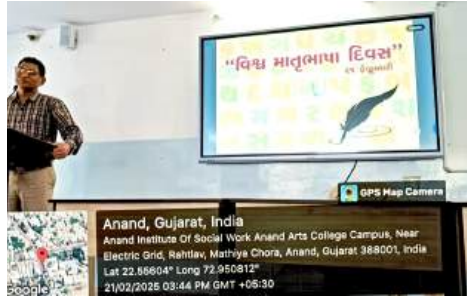 “વિશ્વ માતૃભાષા દિવસ”
૨૧ ફેબ્રુઆરી
GPS Map Camera
Anand, Gujarat, India
Anand Institute Of Social Work Anand Arts College Campus, Near
Electric Grid, Rahtlav, Mathiya Chora, Anand, Gujarat 388001, India
Lat 22.55604° Long 72.950812°
21/02/2025 03:44 PM GMT +05:30
Google